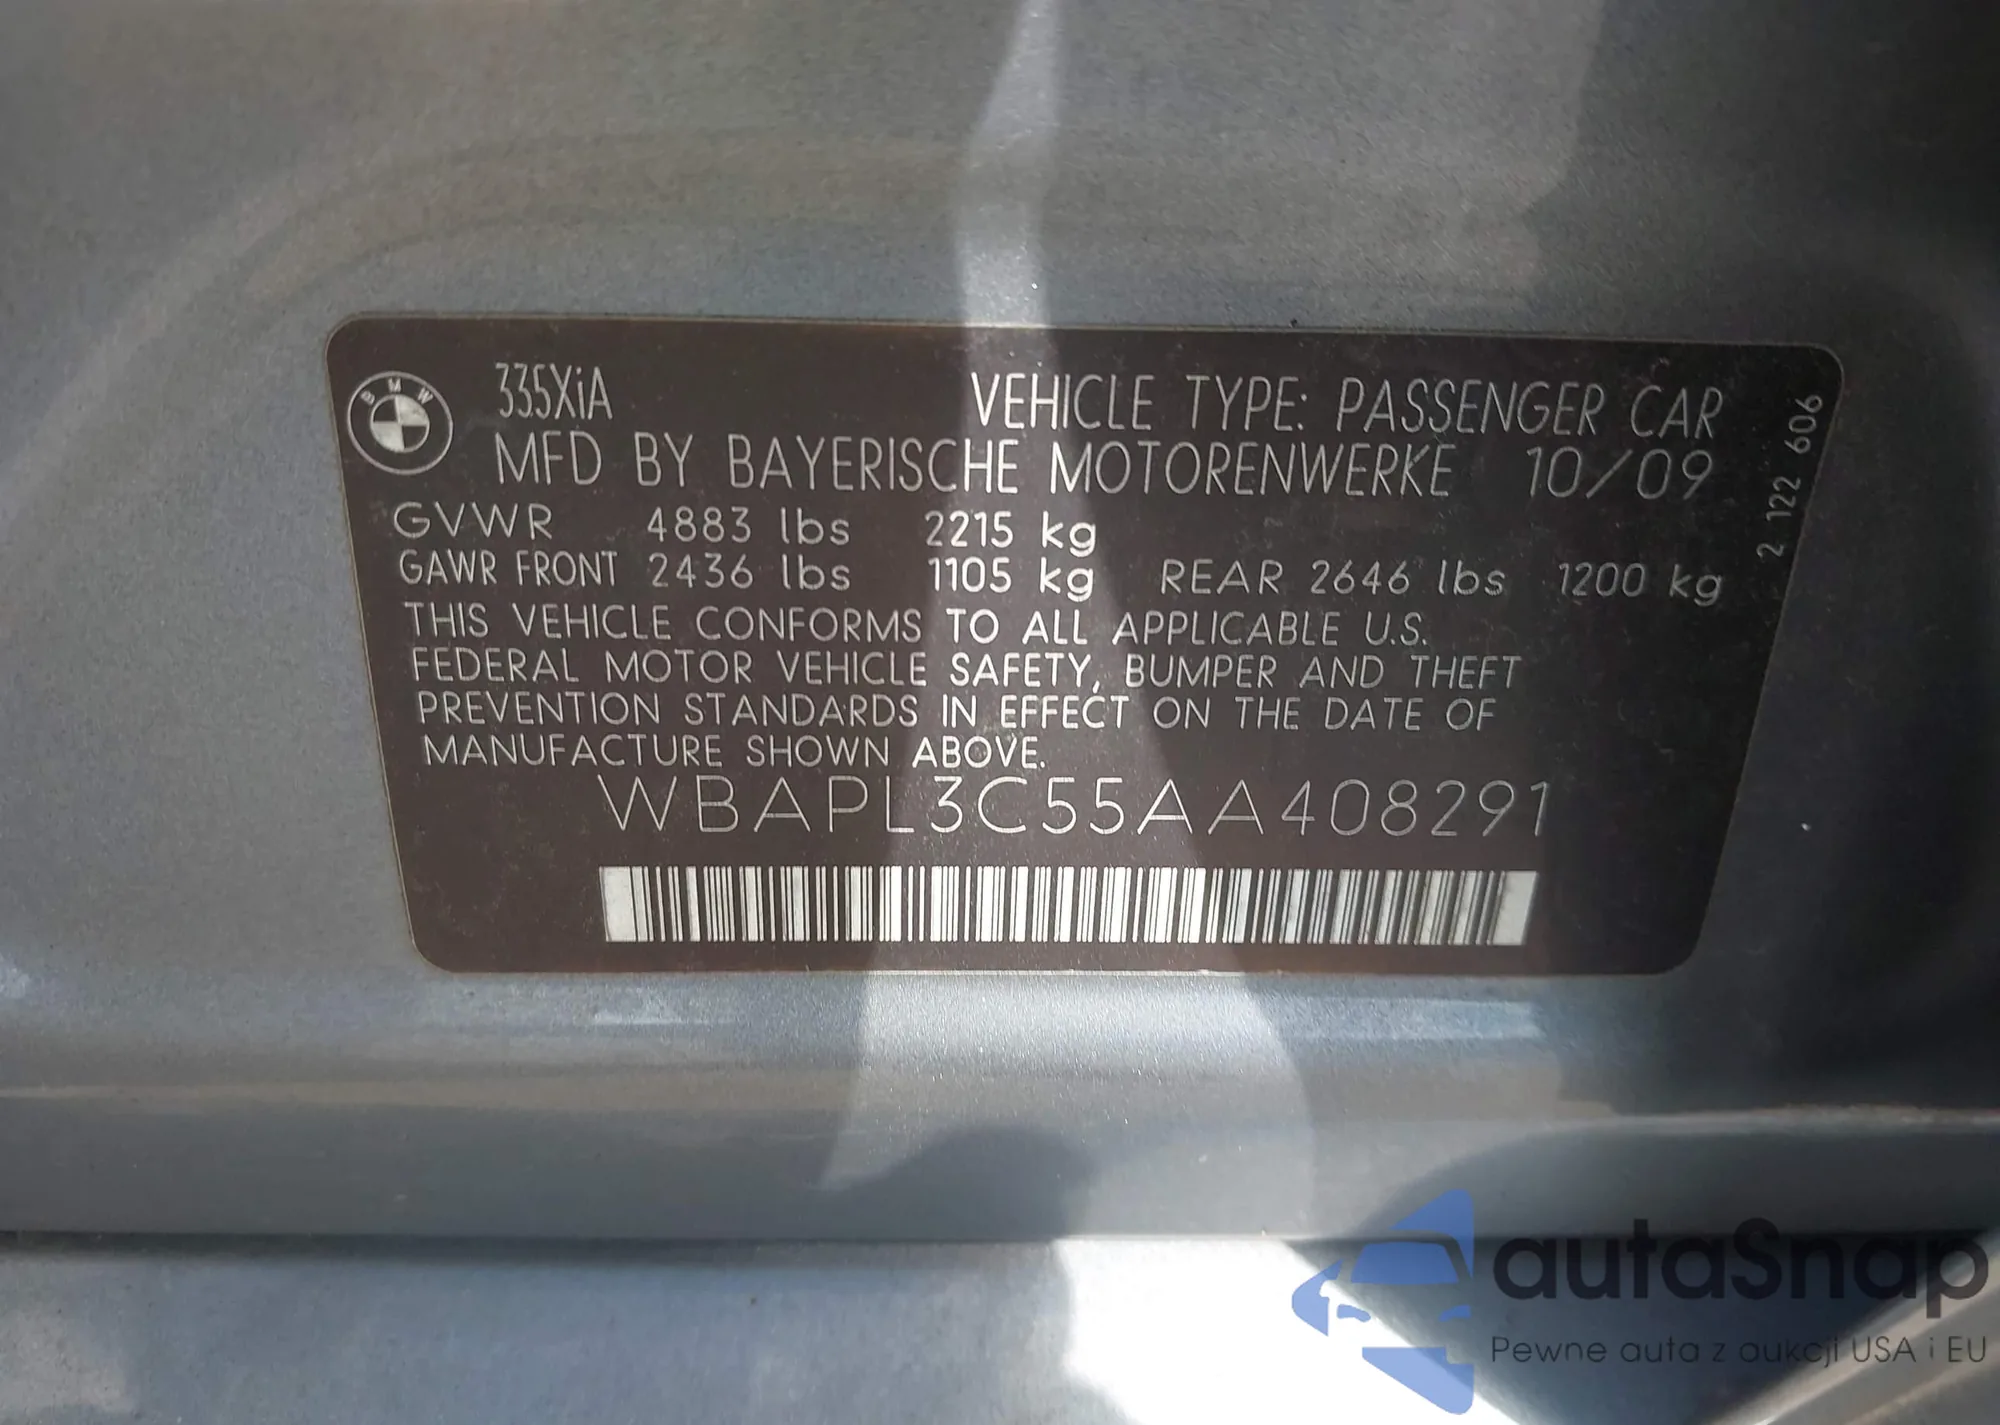 BMW
335XiA
VEHICLE TYPE: PASSENGER CAR
MFD BY BAYERISCHE MOTORENWERKE 10/09
GVWR 4883 lbs 2215 kg
GAWR FRONT 2436 lbs 1105 kg REAR 2646 lbs 1200 kg
THIS VEHICLE CONFORMS TO ALL APPLICABLE U.S.
FEDERAL MOTOR VEHICLE SAFETY, BUMPER AND THEFT
PREVENTION STANDARDS IN EFFECT ON THE DATE OF
MANUFACTURE SHOWN ABOVE.
WBAPL3C55AA408291
2 122 606
autaSnap
Pewne auta z aukcji USA i EU